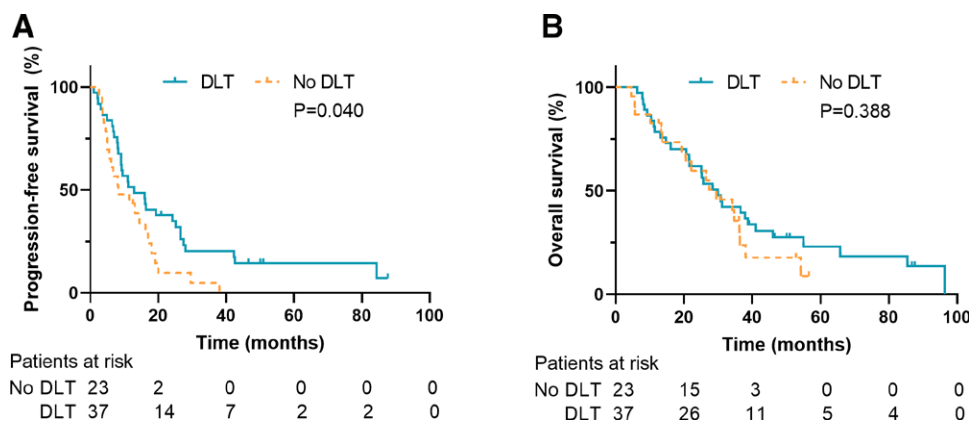 A
Progression-free survival (%)
100
50
0
DLT
No DLT
P=0.040
0 20 40 60 80 100
Time (months)
Patients at risk
No DLT 23 2 0 0 0 0
DLT 37 14 7 2 2 0
B
Overall survival (%)
100
50
0
DLT
No DLT
P=0.388
0 20 40 60 80 100
Time (months)
Patients at risk
No DLT 23 15 3 0 0 0
DLT 37 26 11 5 4 0